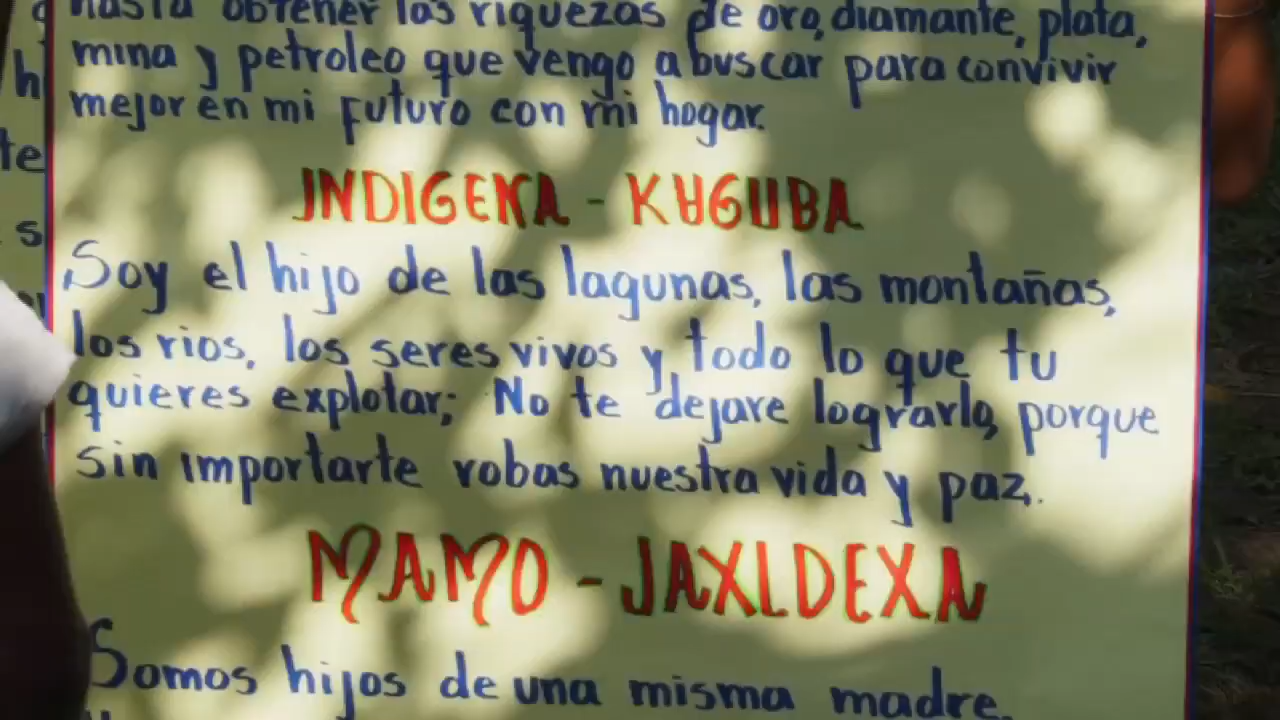 hasta obtener las riquezas de oro, diamante, plata,
mina y petroleo que vengo a buscar para convivir
mejor en mi futuro con mi hogar.
INDIGENA - KHGUBA
Soy el hijo de las lagunas, las montañas,
los rios, los seres vivos y todo lo que tu
quieres explotar; No te dejare lograrlo, porque
sin importarte robas nuestra vida y paz.
MAMO - JAXLDEXA
Somos hijos de una misma madre,